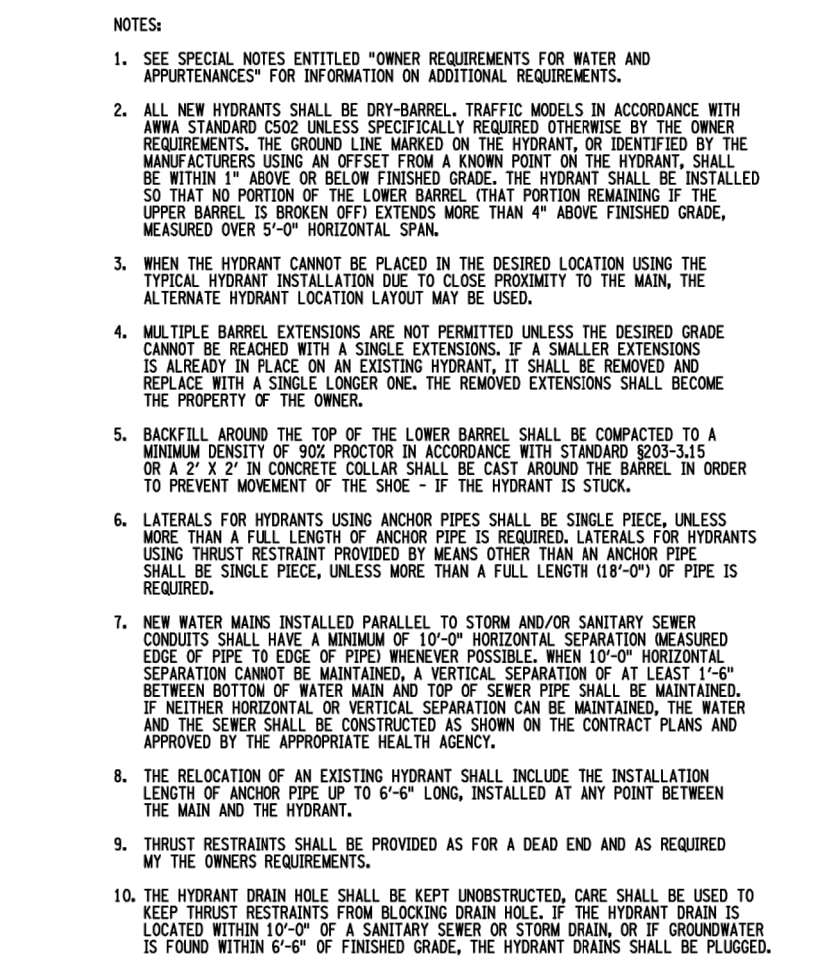 NOTES:
1. SEE SPECIAL NOTES ENTITLED "OWNER REQUIREMENTS FOR WATER AND
APPURTENANCES" FOR INFORMATION ON ADDITIONAL REQUIREMENTS.
2. ALL NEW HYDRANTS SHALL BE DRY-BARREL. TRAFFIC MODELS IN ACCORDANCE WITH
AWWA STANDARD C502 UNLESS SPECIFICALLY REQUIRED OTHERWISE BY THE OWNER
REQUIREMENTS. THE GROUND LINE MARKED ON THE HYDRANT, OR IDENTIFIED BY THE
MANUFACTURERS USING AN OFFSET FROM A KNOWN POINT ON THE HYDRANT, SHALL
BE WITHIN 1" ABOVE OR BELOW FINISHED GRADE. THE HYDRANT SHALL BE INSTALLED
SO THAT NO PORTION OF THE LOWER BARREL (THAT PORTION REMAINING IF THE
UPPER BARREL IS BROKEN OFF) EXTENDS MORE THAN 4" ABOVE FINISHED GRADE,
MEASURED OVER 5'-0" HORIZONTAL SPAN.
3. WHEN THE HYDRANT CANNOT BE PLACED IN THE DESIRED LOCATION USING THE
TYPICAL HYDRANT INSTALLATION DUE TO CLOSE PROXIMITY TO THE MAIN, THE
ALTERNATE HYDRANT LOCATION LAYOUT MAY BE USED.
4. MULTIPLE BARREL EXTENSIONS ARE NOT PERMITTED UNLESS THE DESIRED GRADE
CANNOT BE REACHED WITH A SINGLE EXTENSIONS. IF A SMALLER EXTENSIONS
IS ALREADY IN PLACE ON AN EXISTING HYDRANT, IT SHALL BE REMOVED AND
REPLACE WITH A SINGLE LONGER ONE. THE REMOVED EXTENSIONS SHALL BECOME
THE PROPERTY OF THE OWNER.
5. BACKFILL AROUND THE TOP OF THE LOWER BARREL SHALL BE COMPACTED TO A
MINIMUM DENSITY OF 90% PROCTOR IN ACCORDANCE WITH STANDARD §203-3.15
OR A 2' X 2' IN CONCRETE COLLAR SHALL BE CAST AROUND THE BARREL IN ORDER
TO PREVENT MOVEMENT OF THE SHOE - IF THE HYDRANT IS STUCK.
6. LATERALS FOR HYDRANTS USING ANCHOR PIPES SHALL BE SINGLE PIECE, UNLESS
MORE THAN A FULL LENGTH OF ANCHOR PIPE IS REQUIRED. LATERALS FOR HYDRANTS
USING THRUST RESTRAINT PROVIDED BY MEANS OTHER THAN AN ANCHOR PIPE
SHALL BE SINGLE PIECE, UNLESS MORE THAN A FULL LENGTH (18'-0") OF PIPE IS
REQUIRED.
7. NEW WATER MAINS INSTALLED PARALLEL TO STORM AND/OR SANITARY SEWER
CONDUITS SHALL HAVE A MINIMUM OF 10'-0" HORIZONTAL SEPARATION (MEASURED
EDGE OF PIPE TO EDGE OF PIPE) WHENEVER POSSIBLE. WHEN 10'-0" HORIZONTAL
SEPARATION CANNOT BE MAINTAINED, A VERTICAL SEPARATION OF AT LEAST 1'-6"
BETWEEN BOTTOM OF WATER MAIN AND TOP OF SEWER PIPE SHALL BE MAINTAINED.
IF NEITHER HORIZONTAL OR VERTICAL SEPARATION CAN BE MAINTAINED, THE WATER
AND THE SEWER SHALL BE CONSTRUCTED AS SHOWN ON THE CONTRACT PLANS AND
APPROVED BY THE APPROPRIATE HEALTH AGENCY.
8. THE RELOCATION OF AN EXISTING HYDRANT SHALL INCLUDE THE INSTALLATION
LENGTH OF ANCHOR PIPE UP TO 6'-6" LONG, INSTALLED AT ANY POINT BETWEEN
THE MAIN AND THE HYDRANT.
9. THRUST RESTRAINTS SHALL BE PROVIDED AS FOR A DEAD END AND AS REQUIRED
MY THE OWNERS REQUIREMENTS.
10. THE HYDRANT DRAIN HOLE SHALL BE KEPT UNOBSTRUCTED, CARE SHALL BE USED TO
KEEP THRUST RESTRAINTS FROM BLOCKING DRAIN HOLE. IF THE HYDRANT DRAIN IS
LOCATED WITHIN 10'-0" OF A SANITARY SEWER OR STORM DRAIN, OR IF GROUNDWATER
IS FOUND WITHIN 6'-6" OF FINISHED GRADE, THE HYDRANT DRAINS SHALL BE PLUGGED.